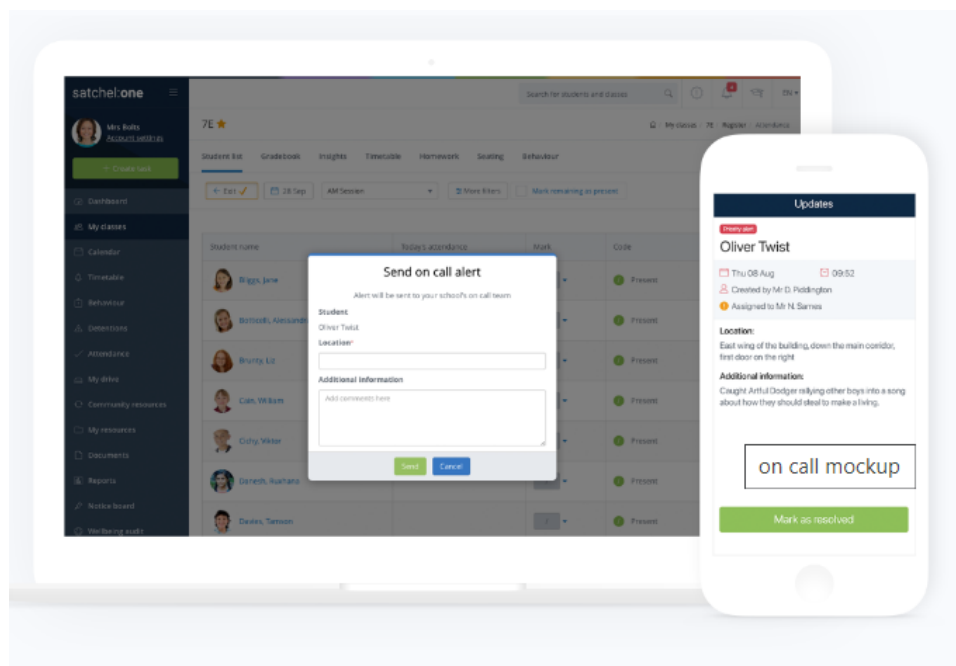 satchel:one
Search for students and classes
4
EN
Mrs Bolts
Account settings
7E
My classes
7E
Register
Attendance
+ Create task
Student list Gradebook Insights Timetable Homework Seating Behaviour
← Exit
28 Sep
AM Session
More filters
Mark remaining as present
Dashboard
My classes
Calendar
Timetable
Behaviour
Detentions
Attendance
My drive
Community resources
My resources
Documents
Reports
Notice board
Wellbeing audit
Student name Today's attendance Mark Code
Biggs, Jane
Present
Botticelli, Alessandr
Present
Brunty, Liz
Present
Cain, William
Present
Cichy, Viktor
Present
Danesh, Rukhana
Present
Davies, Tamson
/
Present
Send on call alert
Alert will be sent to your school's on call team
Student
Oliver Twist
Location*
Additional information
Add comments here
Send
Cancel
Updates
Priority alert
Oliver Twist
Thu 08 Aug 09:52
Created by Mr D. Piddington
Assigned to Mr N. Sames
Location:
East wing of the building, down the main corridor,
first door on the right
Additional information:
Caught Artful Dodger rallying other boys into a song
about how they should steal to make a living.
on call mockup
Mark as resolved